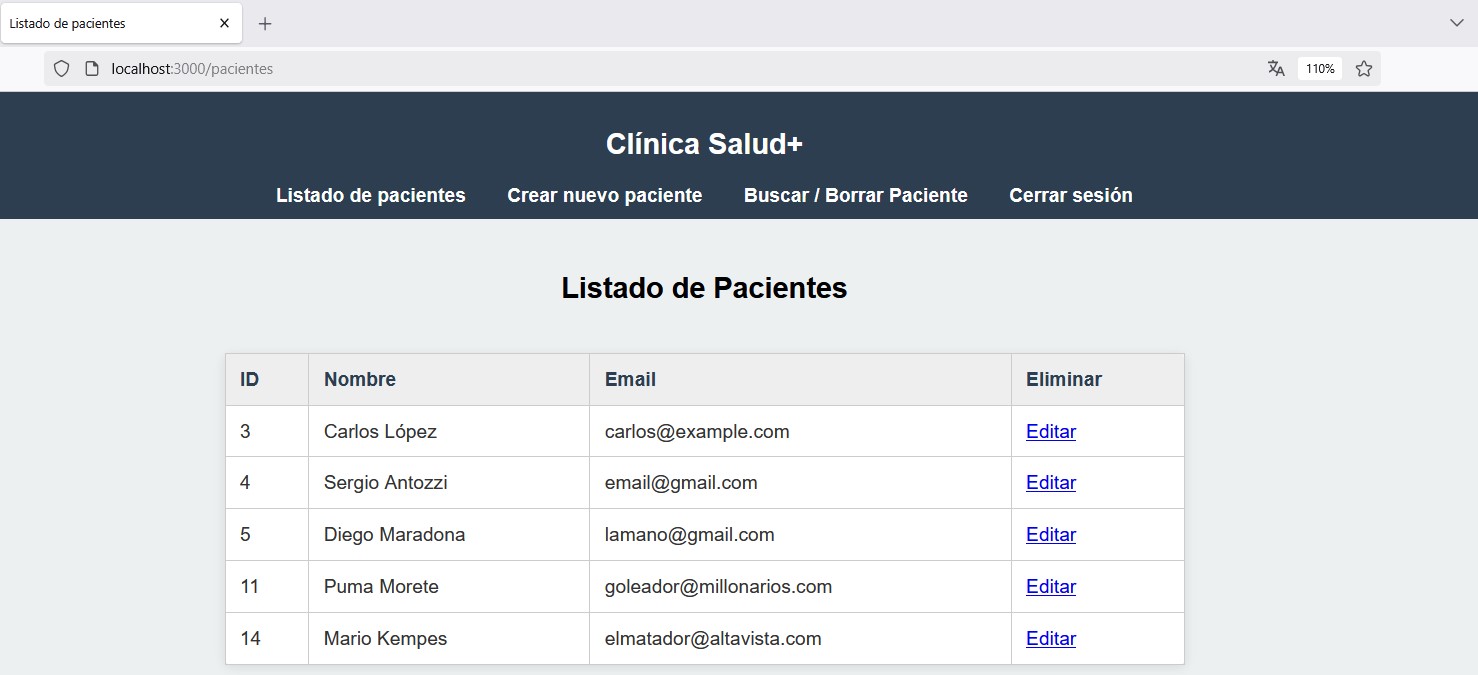 Listado de pacientes
localhost:3000/pacientes 110%
Clínica Salud+
Listado de pacientes Crear nuevo paciente Buscar / Borrar Paciente Cerrar sesión
Listado de Pacientes
ID Nombre Email Eliminar
3 Carlos López carlos@example.com Editar
4 Sergio Antozzi email@gmail.com Editar
5 Diego Maradona lamano@gmail.com Editar
11 Puma Morete goleador@millonarios.com Editar
14 Mario Kempes elmatador@altavista.com Editar